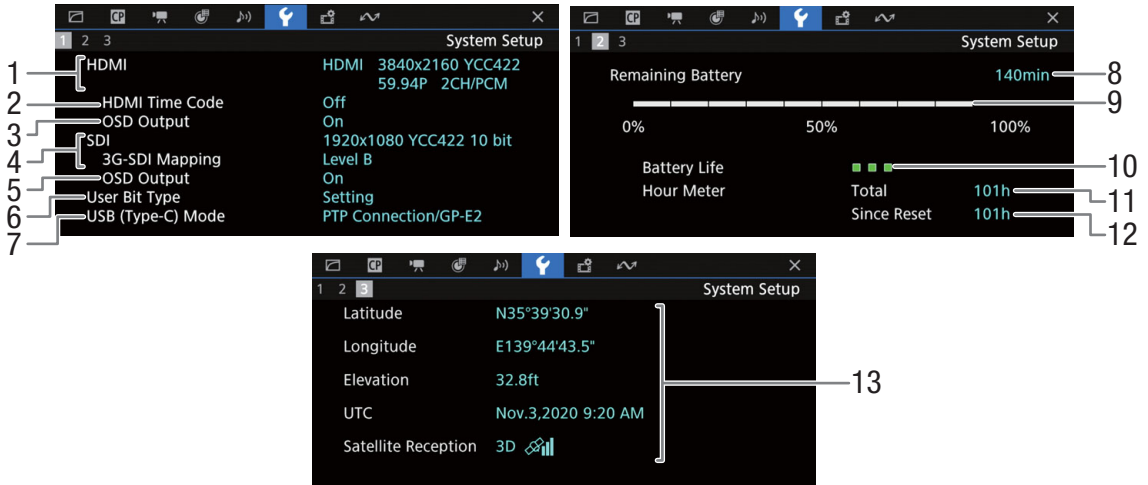 CP
1 2 3 System Setup
1 HDMI HDMI 3840x2160 YCC422
59.94P 2CH/PCM
2 HDMI Time Code Off
3 OSD Output On
4 SDI 1920x1080 YCC422 10 bit
3G-SDI Mapping Level B
5 OSD Output On
6 User Bit Type Setting
7 USB (Type-C) Mode PTP Connection/GP-E2
CP
1 2 3 System Setup
Remaining Battery 140min 8
9
0% 50% 100%
Battery Life 10
Hour Meter Total 101h 11
Since Reset 101h 12
CP
1 2 3 System Setup
Latitude N35°39'30.9"
Longitude E139°44'43.5"
Elevation 32.8ft
13
UTC Nov.3,2020 9:20 AM
Satellite Reception 3D